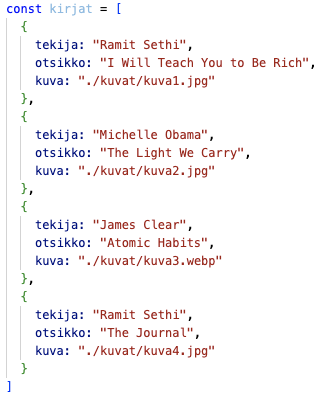 const kirjat = [
{
tekija: "Ramit Sethi",
otsikko: "I Will Teach You to Be Rich",
kuva: "./kuvat/kuva1.jpg"
},
{
tekija: "Michelle Obama",
otsikko: "The Light We Carry",
kuva: "./kuvat/kuva2.jpg"
},
{
tekija: "James Clear",
otsikko: "Atomic Habits",
kuva: "./kuvat/kuva3.webp"
},
{
tekija: "Ramit Sethi",
otsikko: "The Journal",
kuva: "./kuvat/kuva4.jpg"
}
]